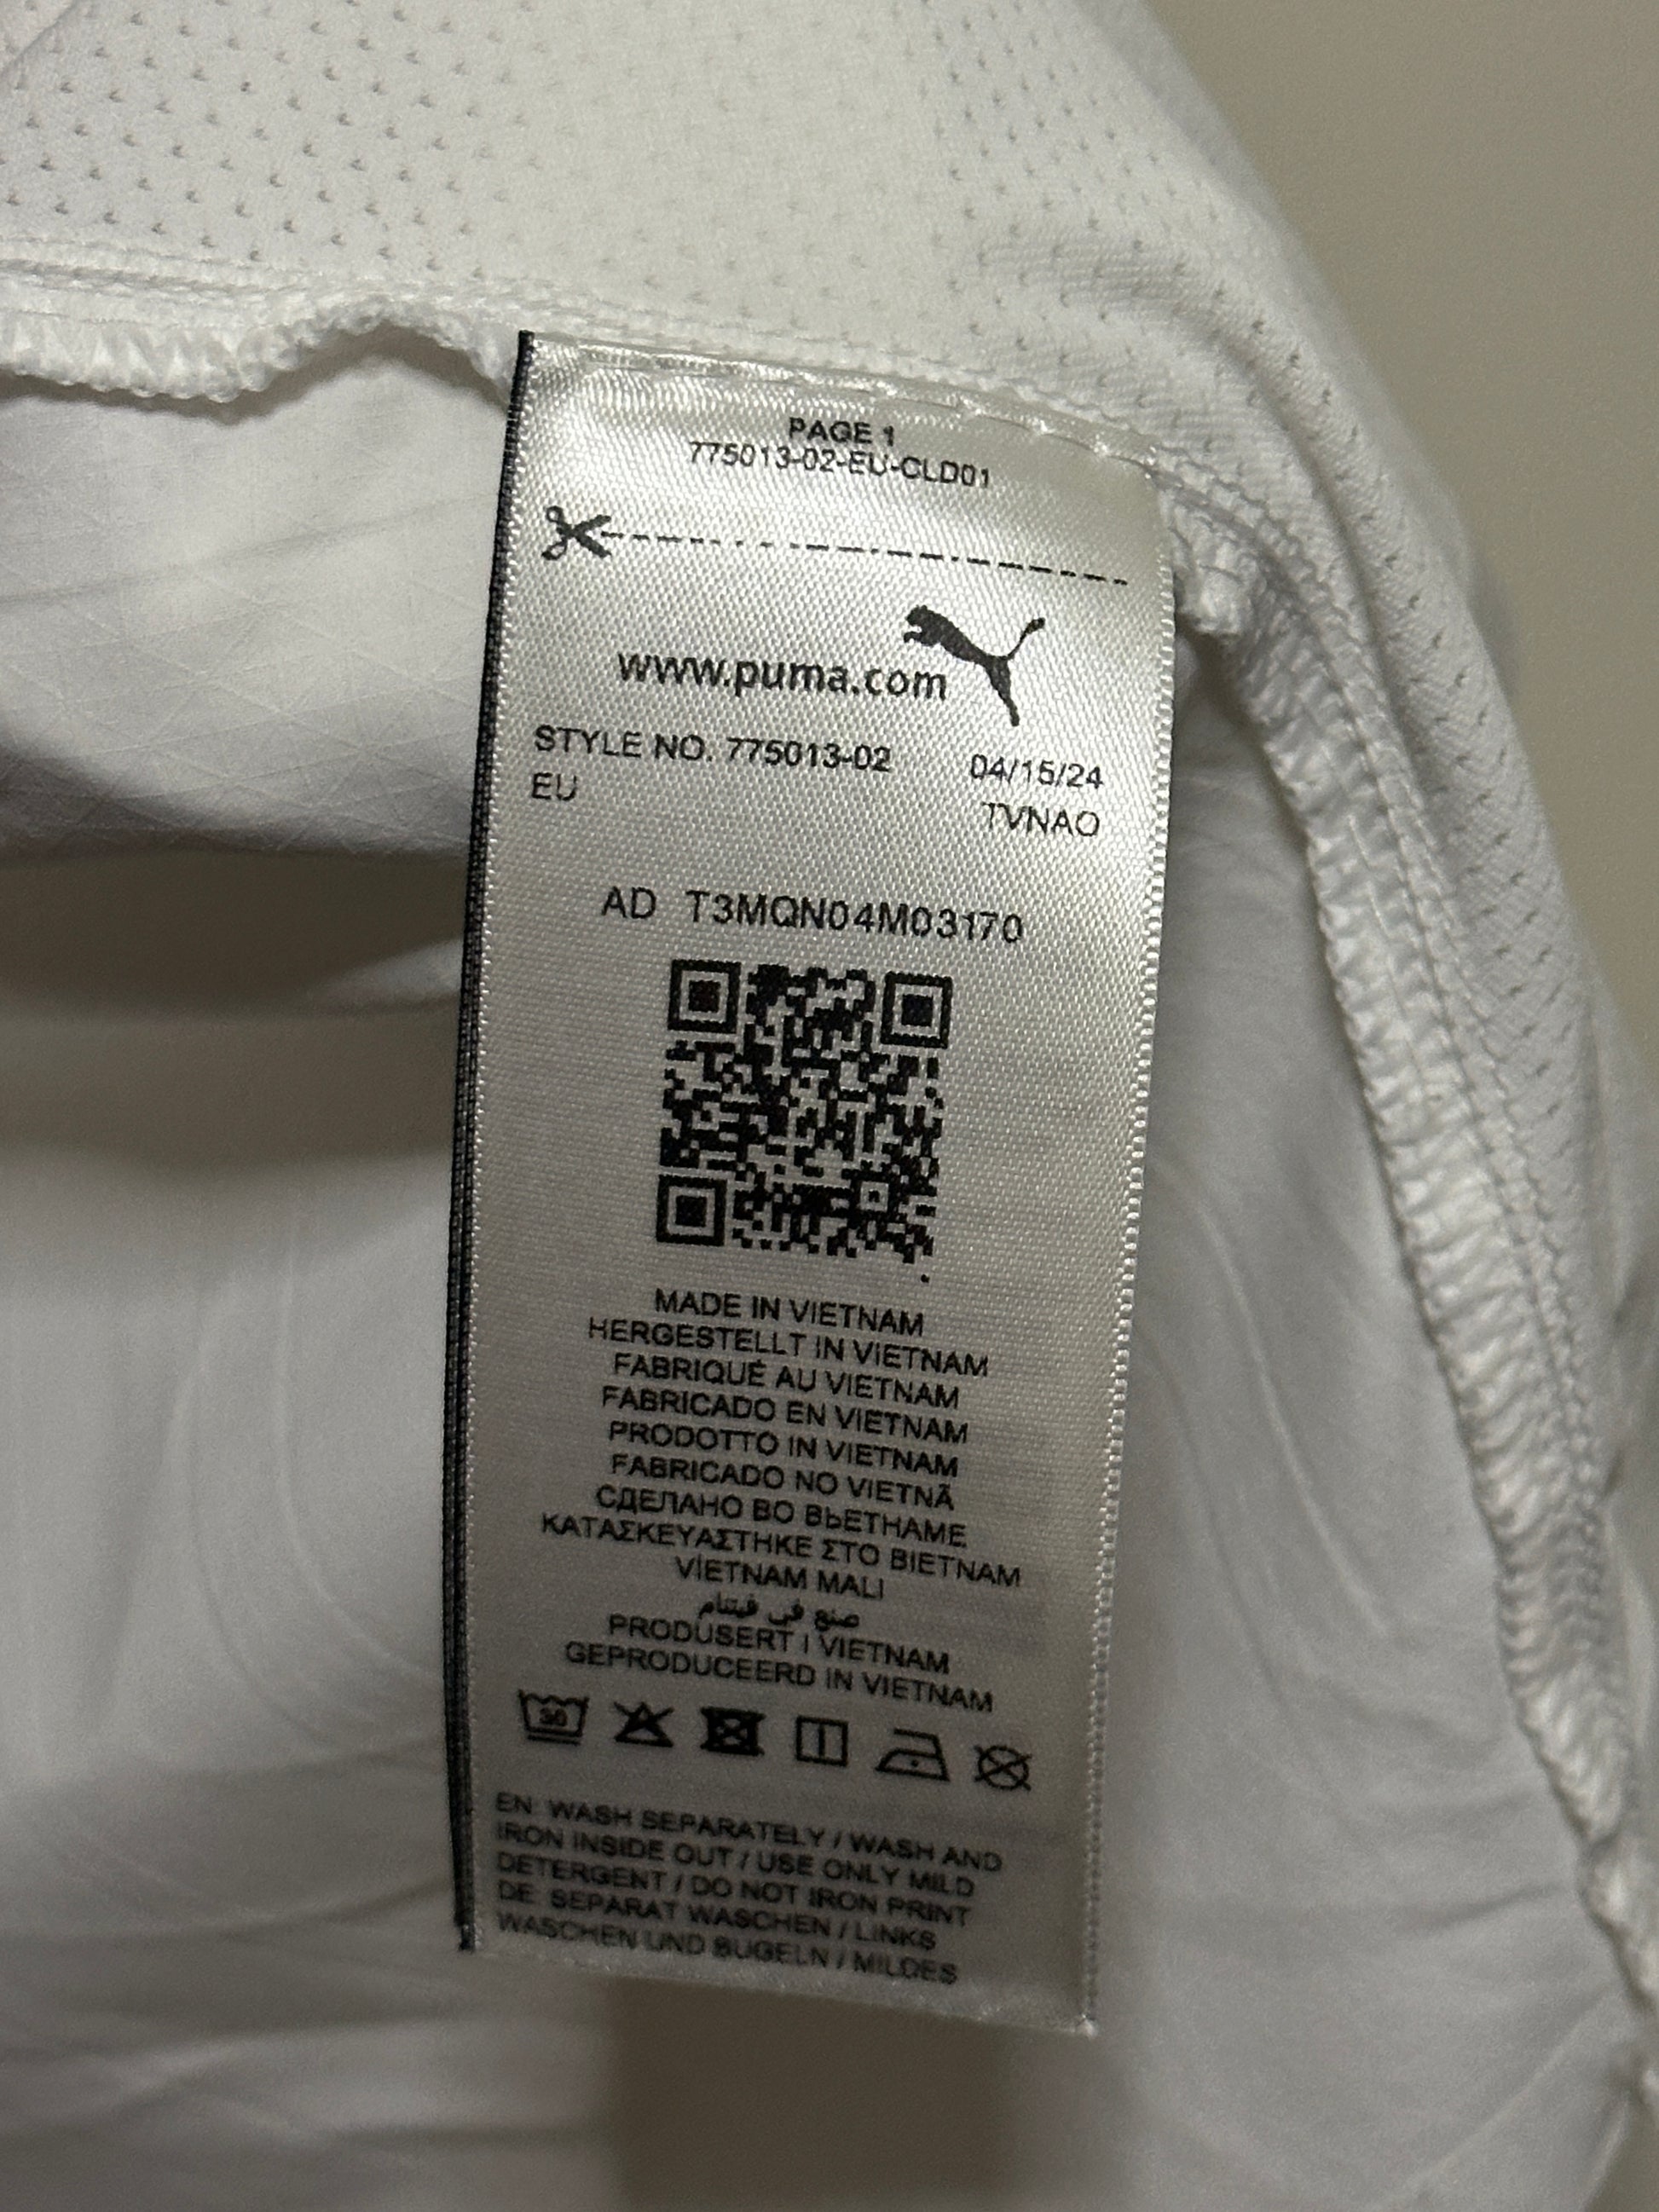 PAGE 1
775013-02-EU-CLD01
www.puma.com
STYLE NO. 775013-02 04/15/24
EU TVNAO
AD T3MQN04M03170
MADE IN VIETNAM
HERGESTELLT IN VIETNAM
FABRIQUÉ AU VIETNAM
FABRICADO EN VIETNAM
PRODOTTO IN VIETNAM
FABRICADO NO VIETNÃ
СДЕЛАНО ВО ВЬЕТНАМЕ
ΚΑΤΑΣΚΕΥΑΣΤΗΚΕ ΣΤΟ ΒΙΕΤΝΑΜ
VİETNAM MALI
صنع في فيتنام
PRODUSERT I VIETNAM
GEPRODUCEERD IN VIETNAM
30
EN: WASH SEPARATELY / WASH AND
IRON INSIDE OUT / USE ONLY MILD
DETERGENT / DO NOT IRON PRINT
DE: SEPARAT WASCHEN / LINKS
WASCHEN UND BÜGELN / MILDES